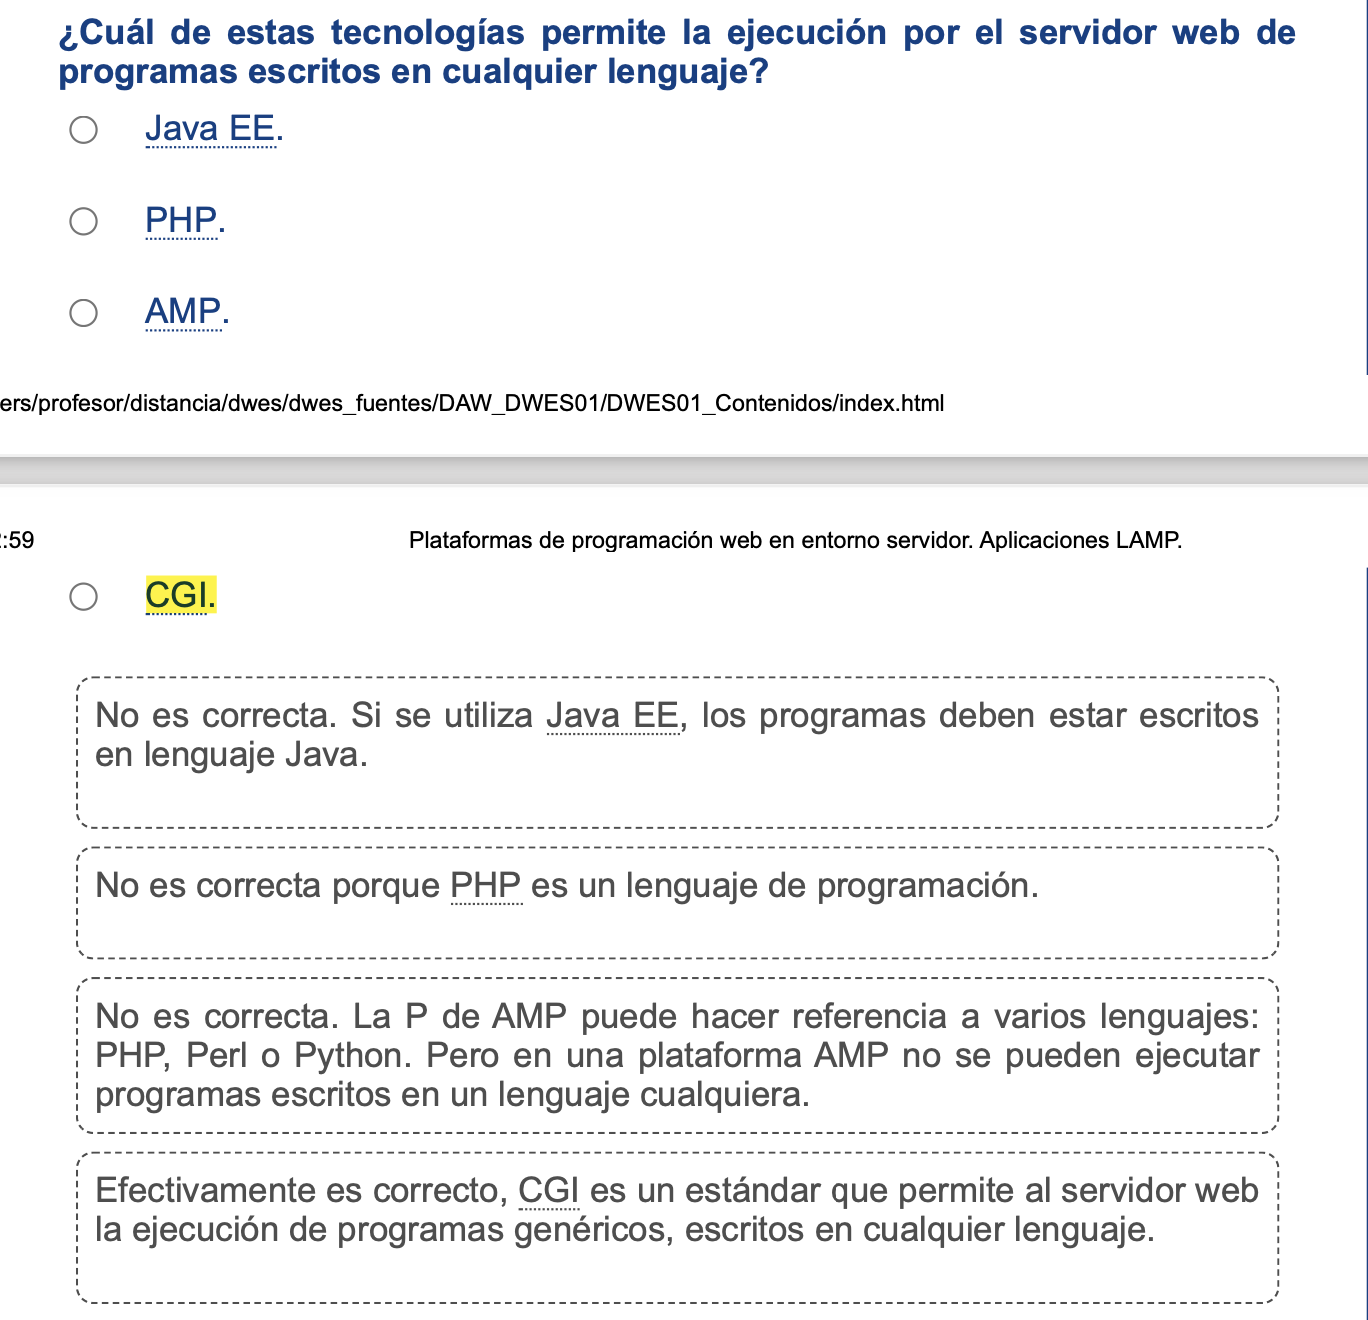 ¿Cuál de estas tecnologías permite la ejecución por el servidor web de
programas escritos en cualquier lenguaje?
Java EE.
PHP.
AMP.
ers/profesor/distancia/dwes/dwes_fuentes/DAW_DWES01/DWES01_Contenidos/index.html
:59 Plataformas de programación web en entorno servidor. Aplicaciones LAMP.
CGI.
No es correcta. Si se utiliza Java EE, los programas deben estar escritos
en lenguaje Java.
No es correcta porque PHP es un lenguaje de programación.
No es correcta. La P de AMP puede hacer referencia a varios lenguajes:
PHP, Perl o Python. Pero en una plataforma AMP no se pueden ejecutar
programas escritos en un lenguaje cualquiera.
Efectivamente es correcto, CGI es un estándar que permite al servidor web
la ejecución de programas genéricos, escritos en cualquier lenguaje.